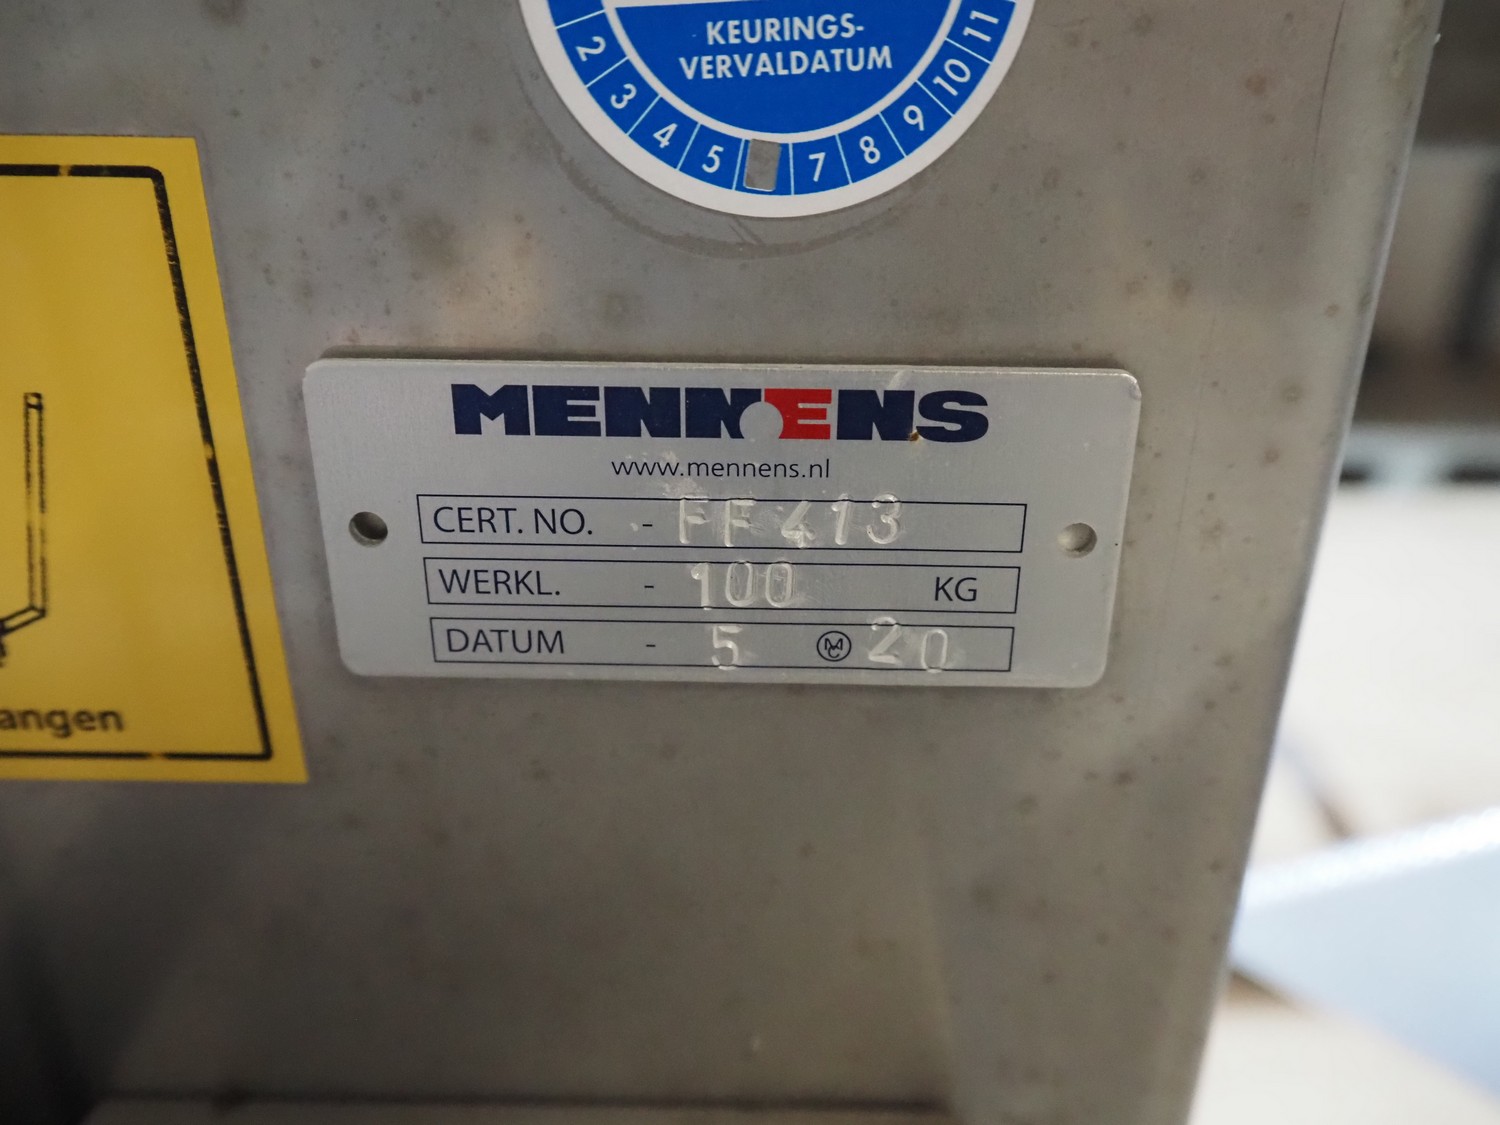 KEURINGS-
VERVALDATUM
2 3 4 5 7 8 9 10 11
angen
MENNENS
www.mennens.nl
CERT. NO. - FF 413
WERKL. - 100 KG
DATUM - 5 MC 20